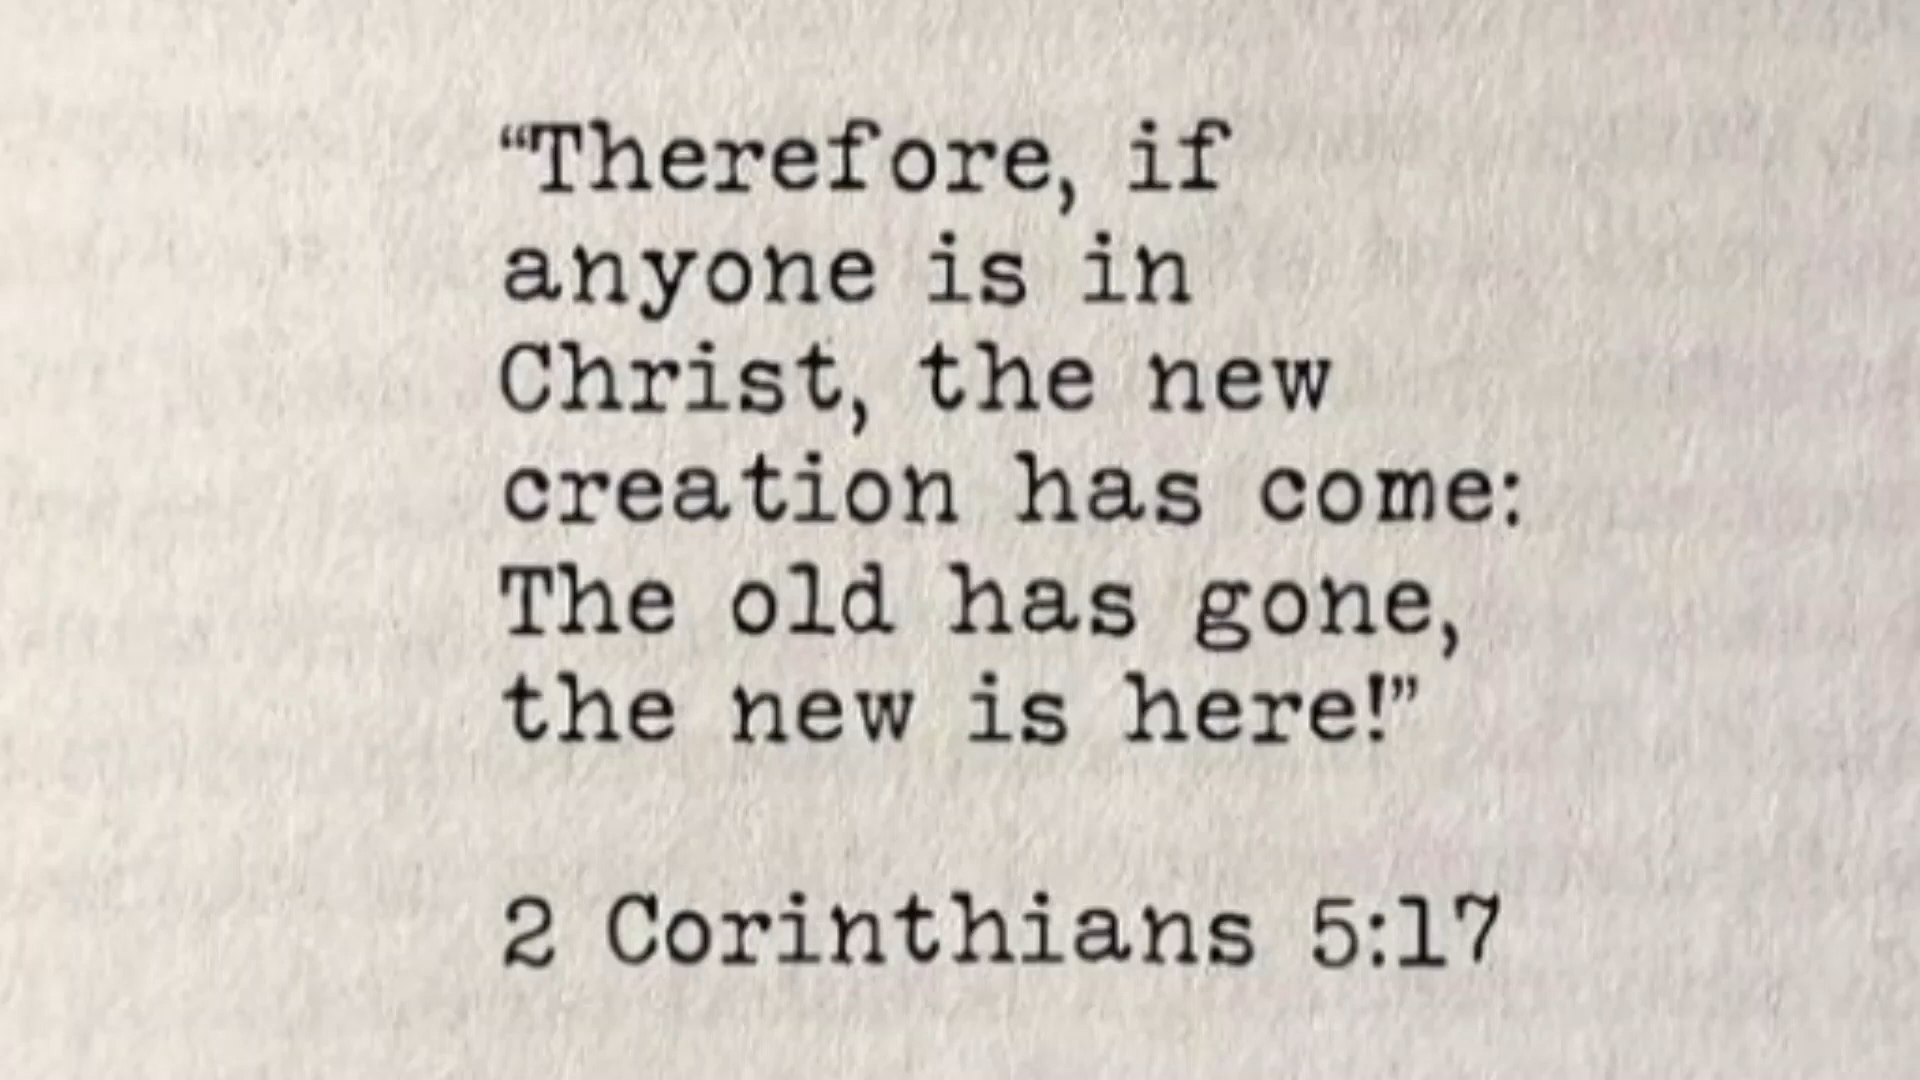 “Therefore, if
anyone is in
Christ, the new
creation has come:
The old has gone,
the new is here!”
2 Corinthians 5:17